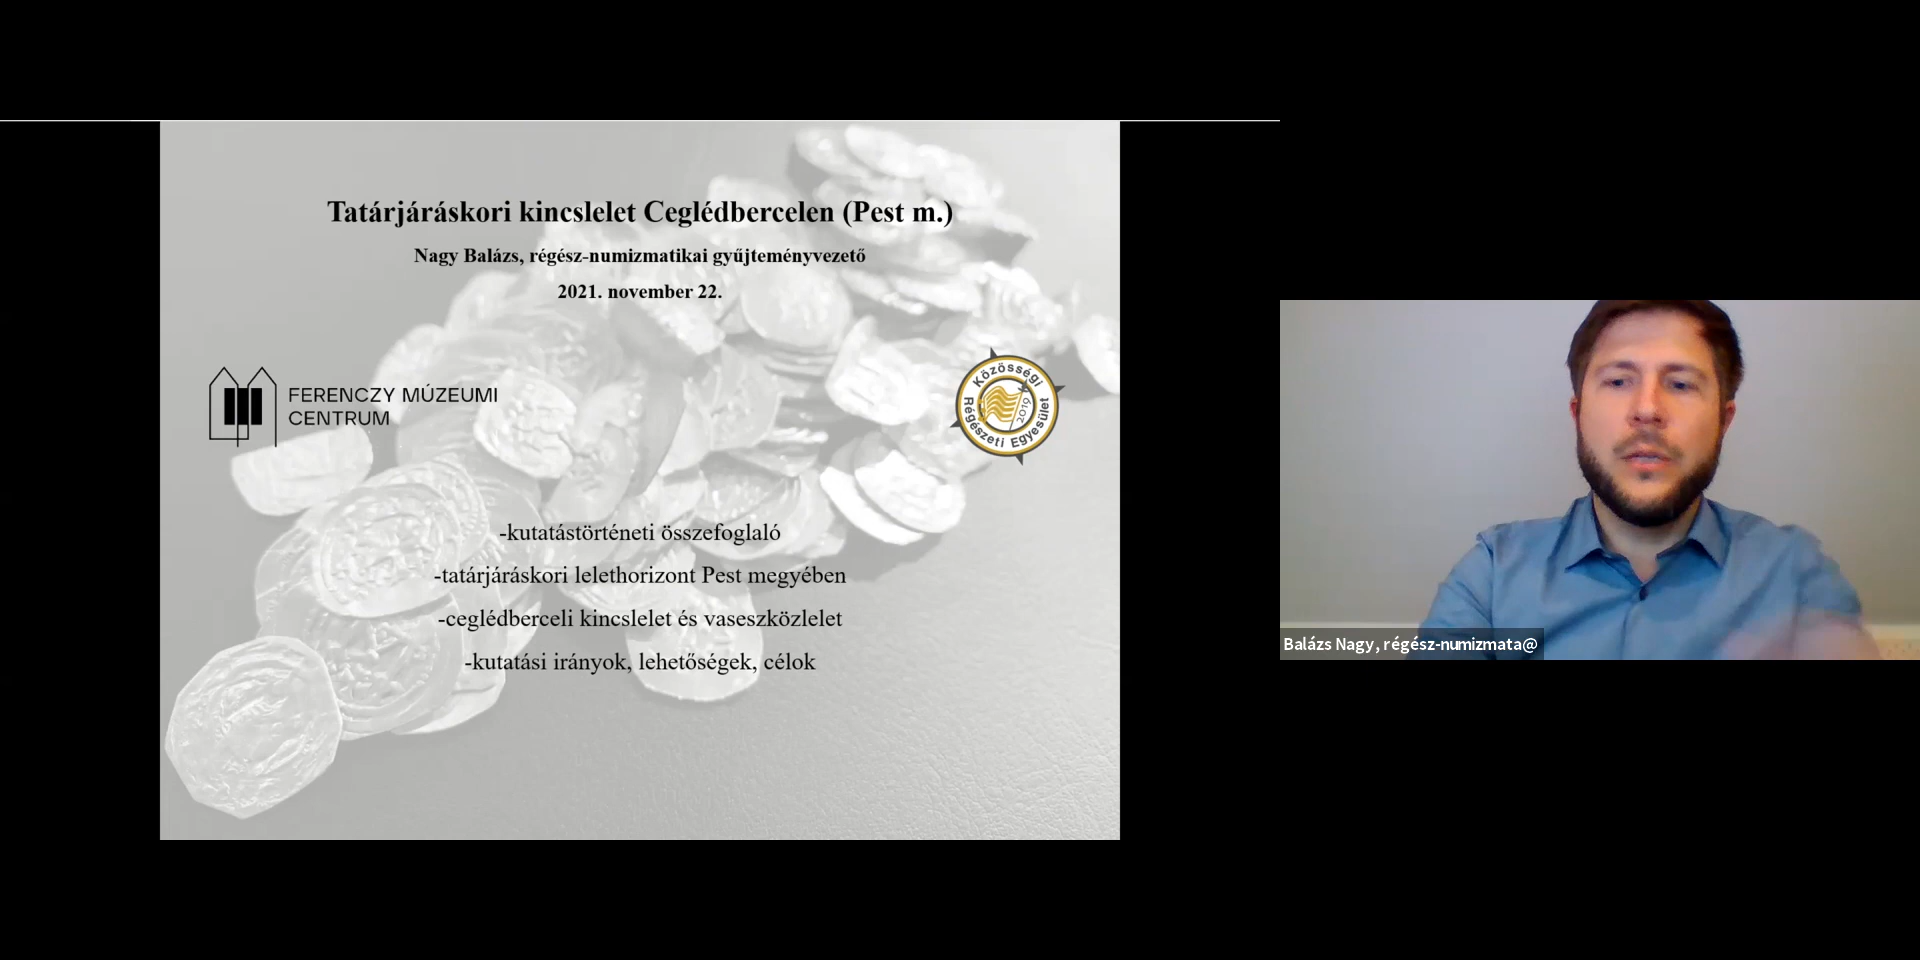 Tatárjáráskori kincslelet Ceglédbercelen (Pest m.)
Nagy Balázs, régész-numizmatikai gyűjteményvezető
2021. november 22.
FERENCZY MÚZEUMI
CENTRUM
Közösségi
Régészeti Egyesület
2019
-kutatástörténeti összefoglaló
-tatárjáráskori lelethorizont Pest megyében
-ceglédberceli kincslelet és vaseszközlelet
-kutatási irányok, lehetőségek, célok
Balázs Nagy, régész-numizmata@